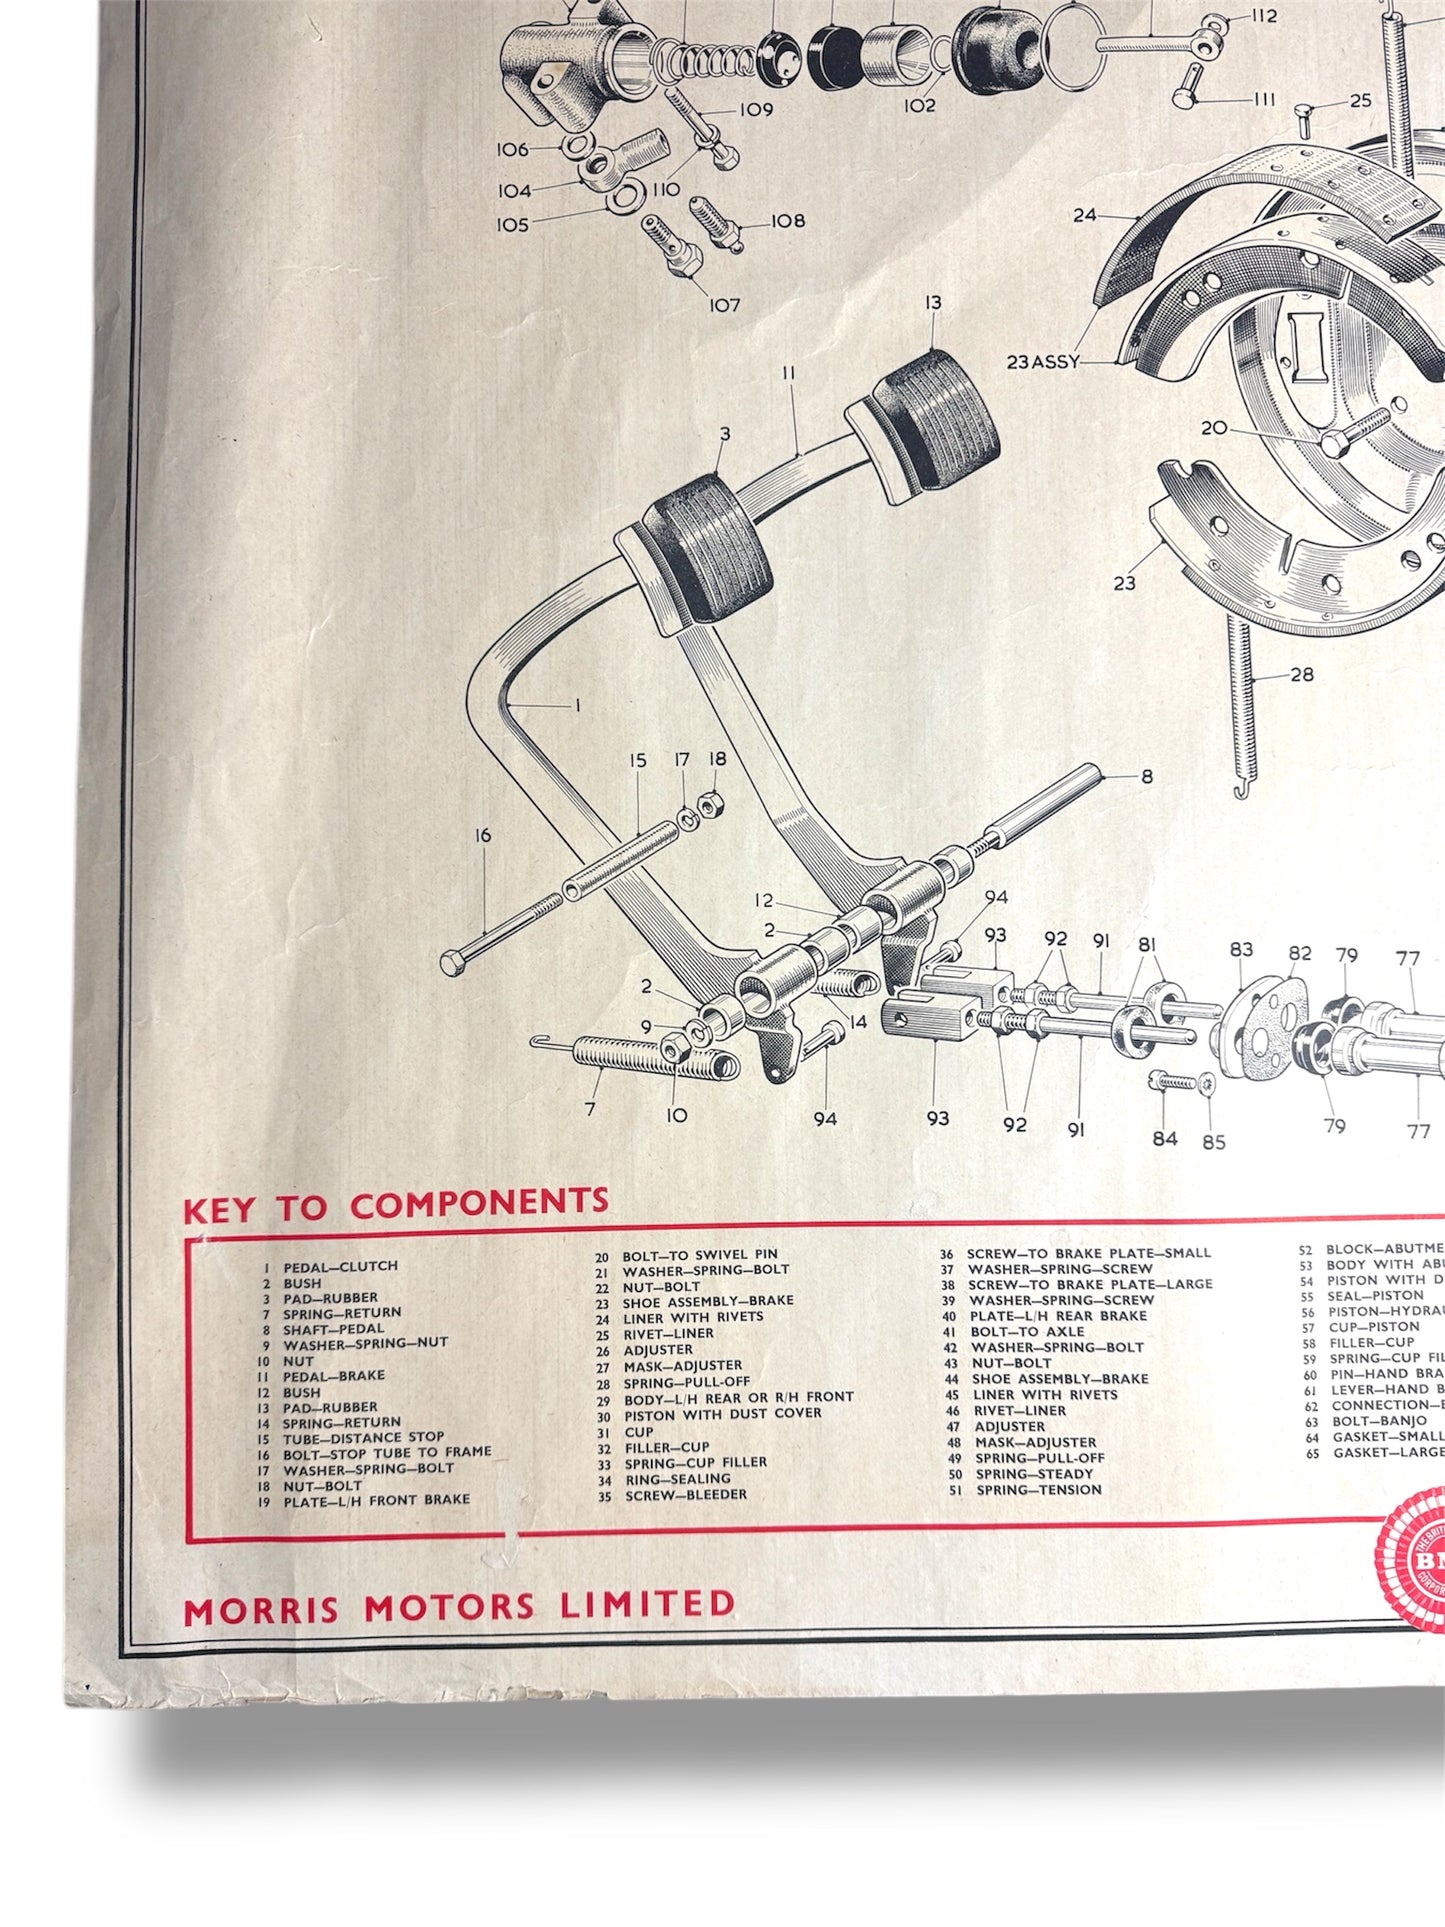 112
109
102
111
25
106
104
110
105
108
24
107
13
23ASSY
11
3
20
23
28
1
15 17 18
8
16
12
94
2
93 92 91 81 83 82 79 77
2
9
14
7
10
94
93
92
91
84 85
79
77
KEY TO COMPONENTS
1 PEDAL—CLUTCH
2 BUSH
3 PAD—RUBBER
7 SPRING—RETURN
8 SHAFT—PEDAL
9 WASHER—SPRING—NUT
10 NUT
11 PEDAL—BRAKE
12 BUSH
13 PAD—RUBBER
14 SPRING—RETURN
15 TUBE—DISTANCE STOP
16 BOLT—STOP TUBE TO FRAME
17 WASHER—SPRING—BOLT
18 NUT—BOLT
19 PLATE—L/H FRONT BRAKE
20 BOLT—TO SWIVEL PIN
21 WASHER—SPRING—BOLT
22 NUT—BOLT
23 SHOE ASSEMBLY—BRAKE
24 LINER WITH RIVETS
25 RIVET—LINER
26 ADJUSTER
27 MASK—ADJUSTER
28 SPRING—PULL-OFF
29 BODY—L/H REAR OR R/H FRONT
30 PISTON WITH DUST COVER
31 CUP
32 FILLER—CUP
33 SPRING—CUP FILLER
34 RING—SEALING
35 SCREW—BLEEDER
36 SCREW—TO BRAKE PLATE—SMALL
37 WASHER—SPRING—SCREW
38 SCREW—TO BRAKE PLATE—LARGE
39 WASHER—SPRING—SCREW
40 PLATE—L/H REAR BRAKE
41 BOLT—TO AXLE
42 WASHER—SPRING—BOLT
43 NUT—BOLT
44 SHOE ASSEMBLY—BRAKE
45 LINER WITH RIVETS
46 RIVET—LINER
47 ADJUSTER
48 MASK—ADJUSTER
49 SPRING—PULL-OFF
50 SPRING—STEADY
51 SPRING—TENSION
52 BLOCK—ABUTME
53 BODY WITH ABU
54 PISTON WITH D
55 SEAL—PISTON
56 PISTON—HYDRAU
57 CUP—PISTON
58 FILLER—CUP
59 SPRING—CUP FIL
60 PIN—HAND BRA
61 LEVER—HAND B
62 CONNECTION—
63 BOLT—BANJO
64 GASKET—SMALL
65 GASKET—LARGE
MORRIS MOTORS LIMITED